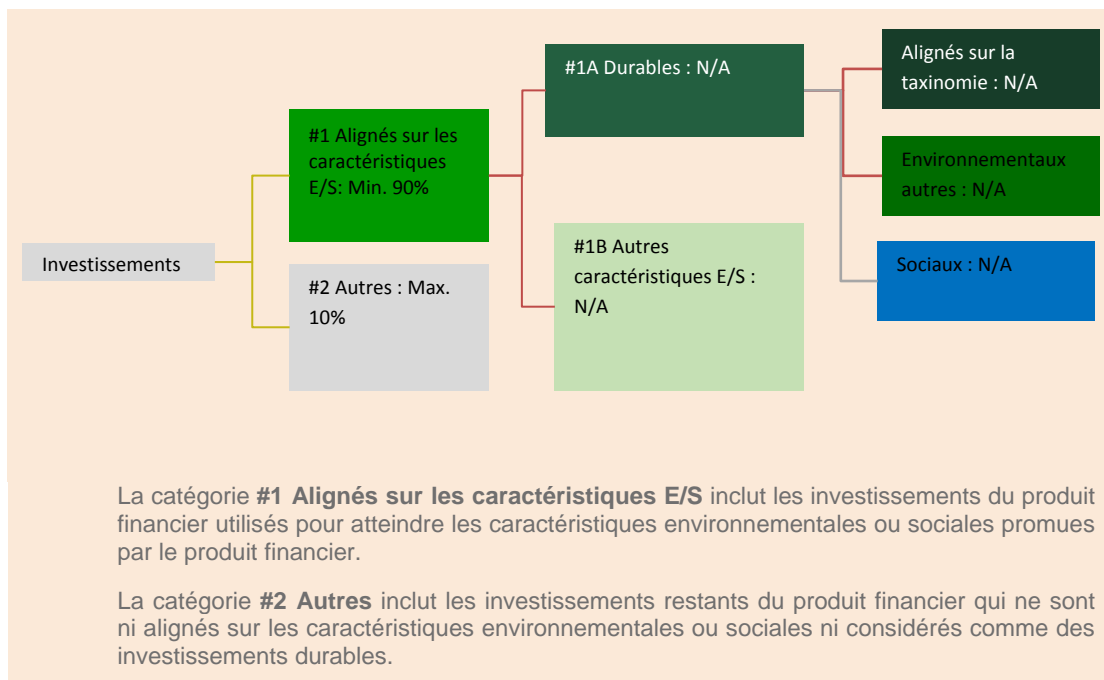 Investissements
#1 Alignés sur les
caractéristiques
E/S: Min. 90%
#2 Autres : Max.
10%
#1A Durables : N/A
#1B Autres
caractéristiques E/S :
N/A
Alignés sur la
taxinomie : N/A
Environnementaux
autres : N/A
Sociaux : N/A
La catégorie #1 Alignés sur les caractéristiques E/S inclut les investissements du produit
financier utilisés pour atteindre les caractéristiques environnementales ou sociales promues
par le produit financier.
La catégorie #2 Autres inclut les investissements restants du produit financier qui ne sont
ni alignés sur les caractéristiques environnementales ou sociales ni considérés comme des
investissements durables.